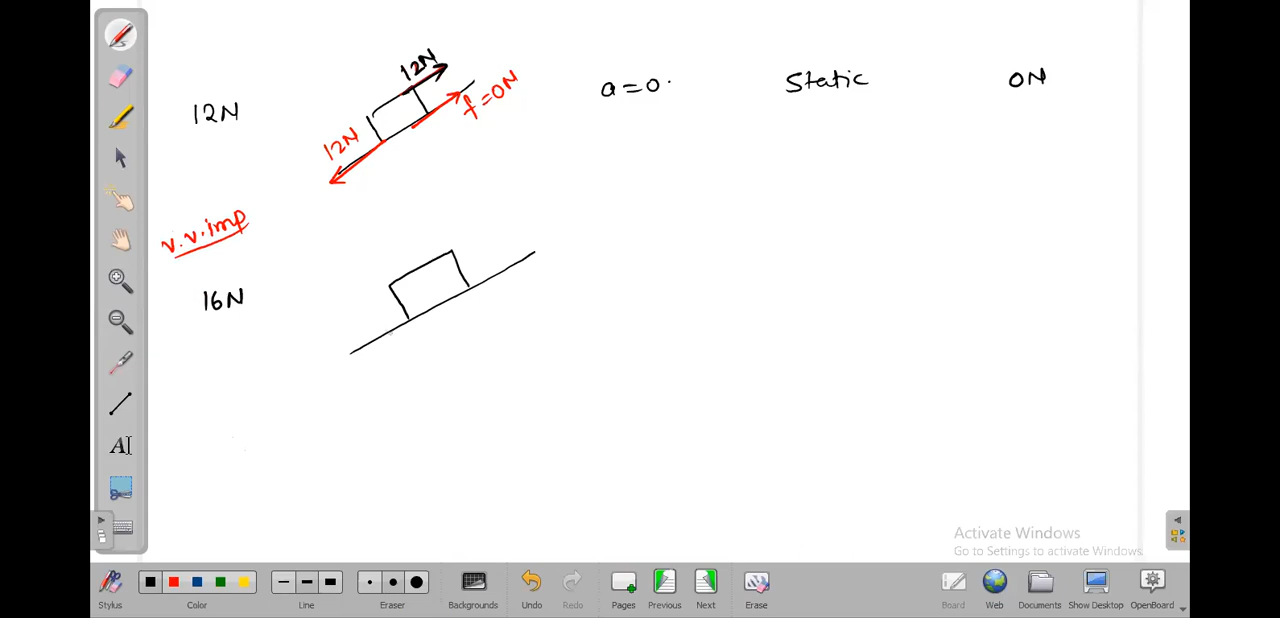 12N
12N
12N
f=0N
a=0.
Static
0N
v.v.imp
16N
Activate Windows
Go to Settings to activate Windows.
Stylus
Color
Line
Eraser
Backgrounds
Undo
Redo
Pages
Previous
Next
Erase
Board
Web
Documents
Show Desktop
OpenBoard